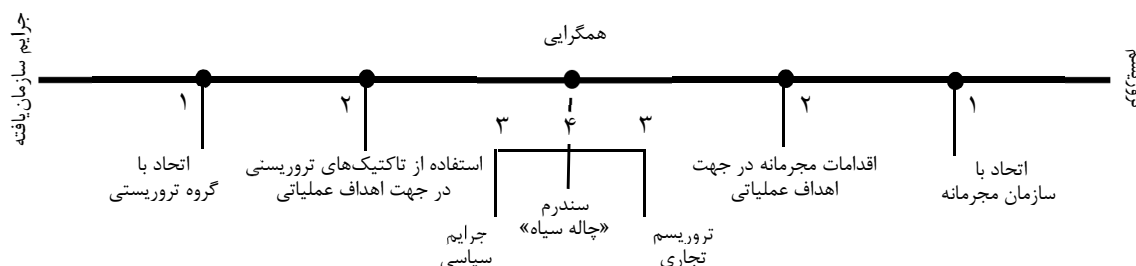 همگرایی
جرایم سازمان‌یافته
تروریسم
۱
۲
۳
۴
۳
۲
۱
اتحاد با
گروه تروریستی
استفاده از تاکتیک‌های تروریسنی
در جهت اهداف عملیاتی
جرایم
سیاسی
سندرم
«چاله سیاه»
تروریسم
تجاری
اقدامات مجرمانه در جهت
اهداف عملیاتی
اتحاد با
سازمان مجرمانه